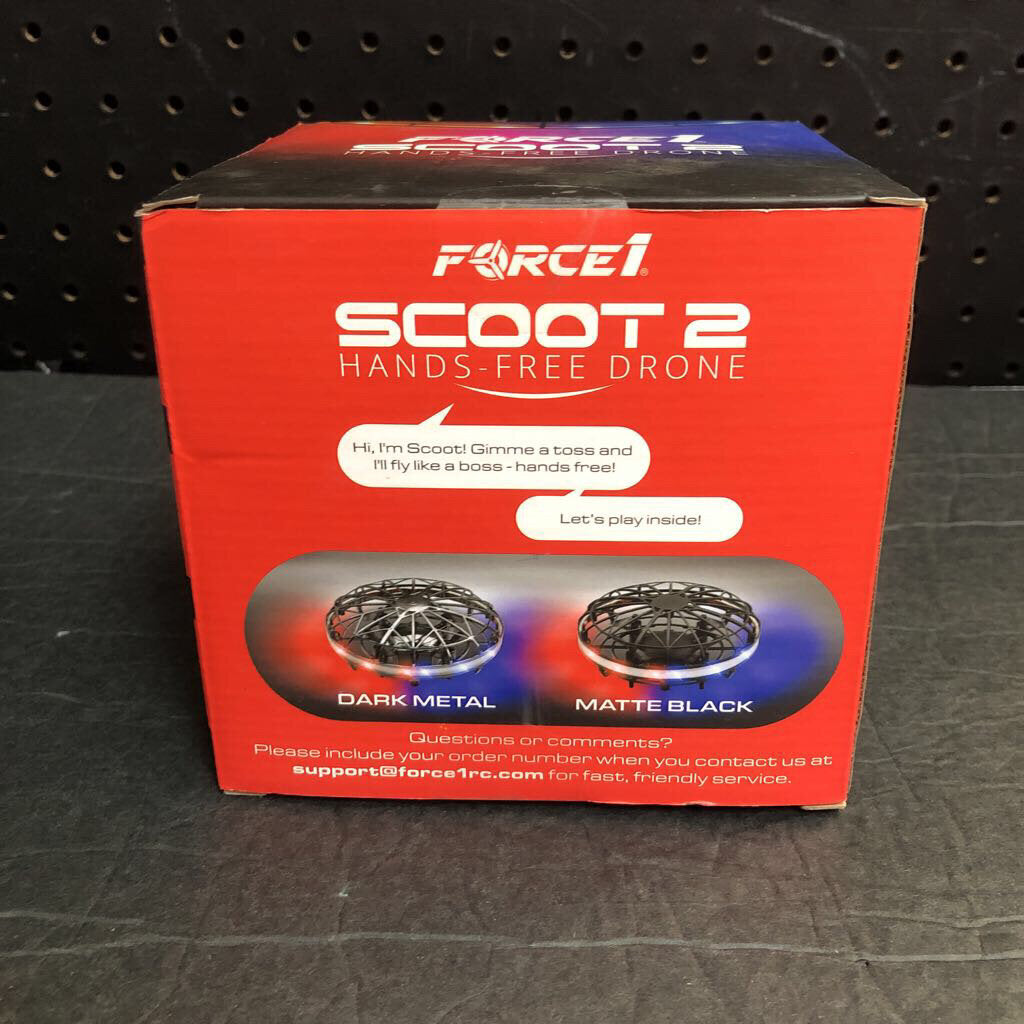 FORCE1
SCOOT 2
HANDS-FREE DRONE
FORCE1®
SCOOT 2
HANDS-FREE DRONE
Hi, I'm Scoot! Gimme a toss and
I'll fly like a boss - hands free!
Let's play inside!
DARK METAL
MATTE BLACK
Questions or comments?
Please include your order number when you contact us at
support@force1rc.com for fast, friendly service.